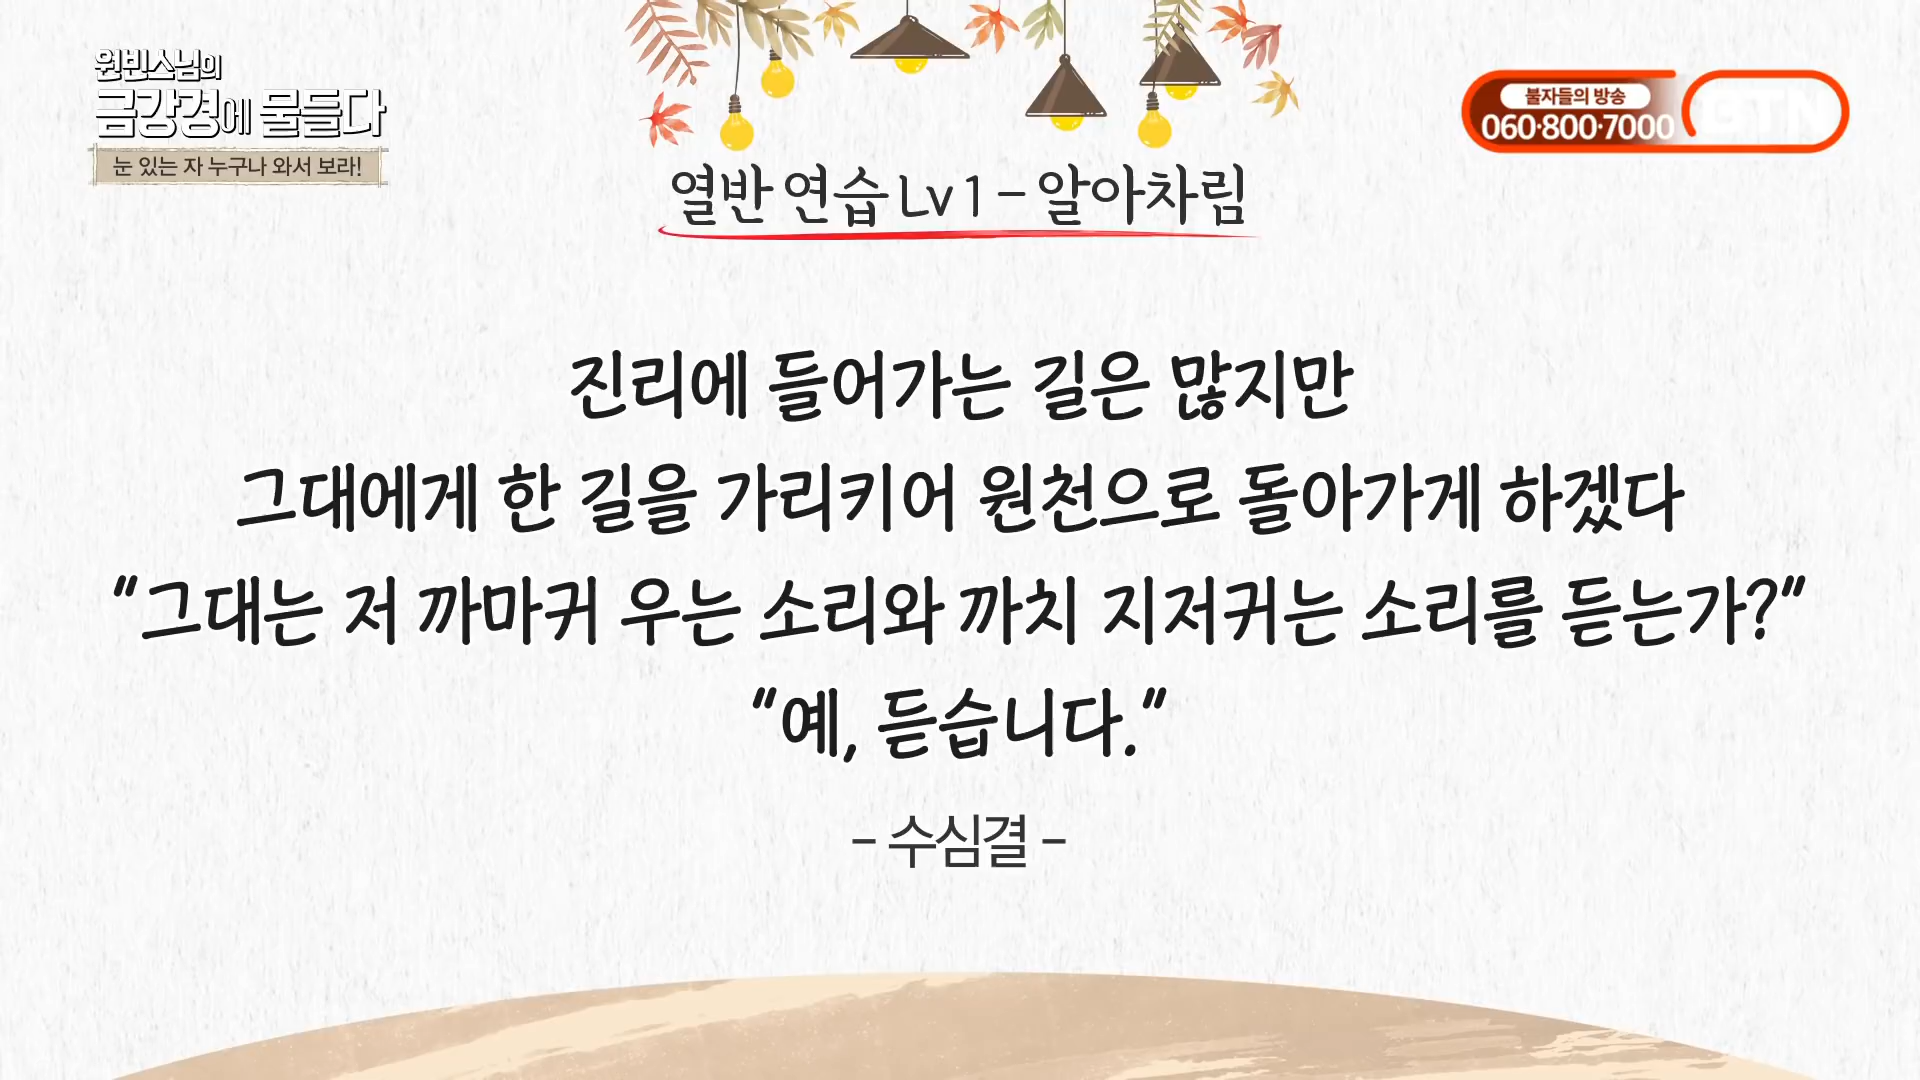 원빈스님의
금강경에 물들다
눈 있는 자 누구나 와서 보라!
불자들의 방송
060·800·7000
BTN
열반 연습 Lv 1 – 알아차림
진리에 들어가는 길은 많지만
그대에게 한 길을 가리키어 원천으로 돌아가게 하겠다
“그대는 저 까마귀 우는 소리와 까치 지저귀는 소리를 듣는가?”
“예, 듣습니다.”
– 수심결 –